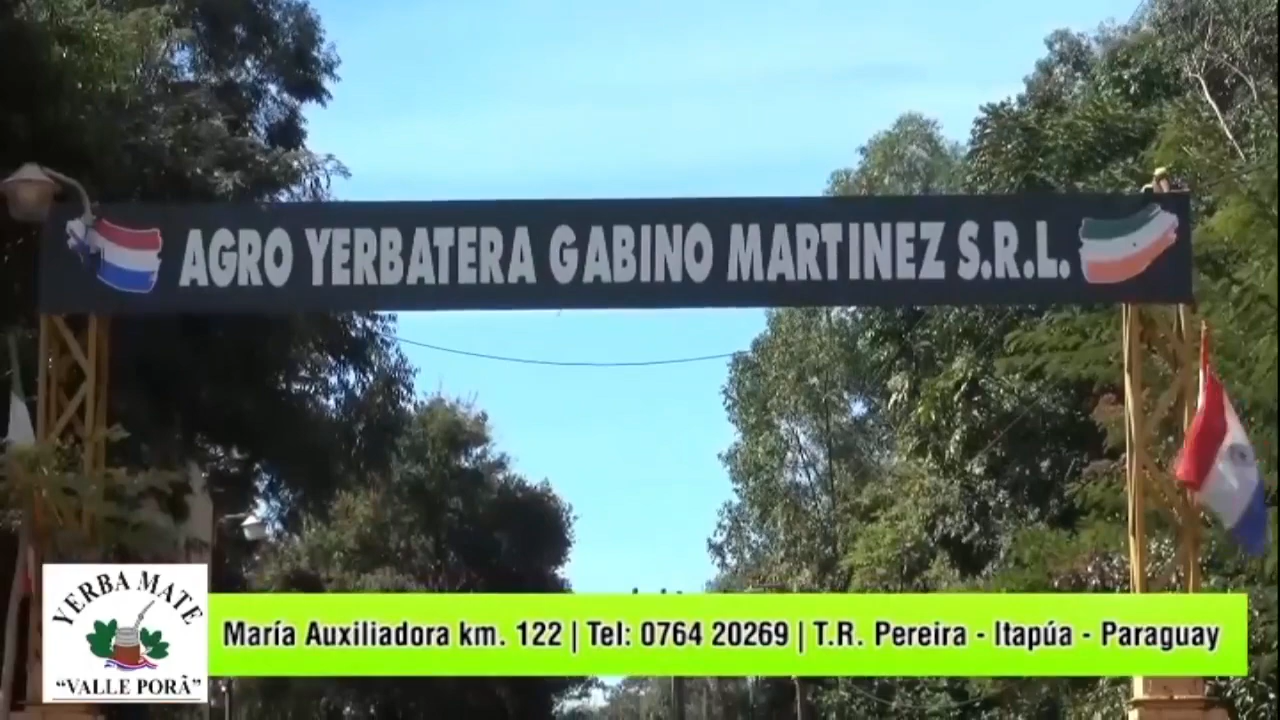 AGRO YERBATERA GABINO MARTINEZ S.R.L.
YERBA MATE
"VALLE PORÃ"
María Auxiliadora km. 122 | Tel: 0764 20269 | T.R. Pereira - Itapúa - Paraguay